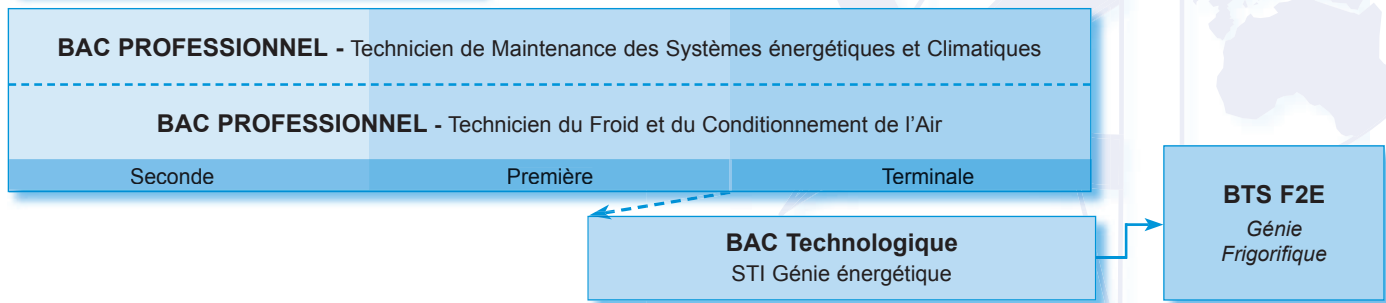 BAC PROFESSIONNEL - Technicien de Maintenance des Systèmes énergétiques et Climatiques
BAC PROFESSIONNEL - Technicien du Froid et du Conditionnement de l'Air
Seconde Première Terminale
BAC Technologique
STI Génie énergétique
BTS F2E
Génie
Frigorifique